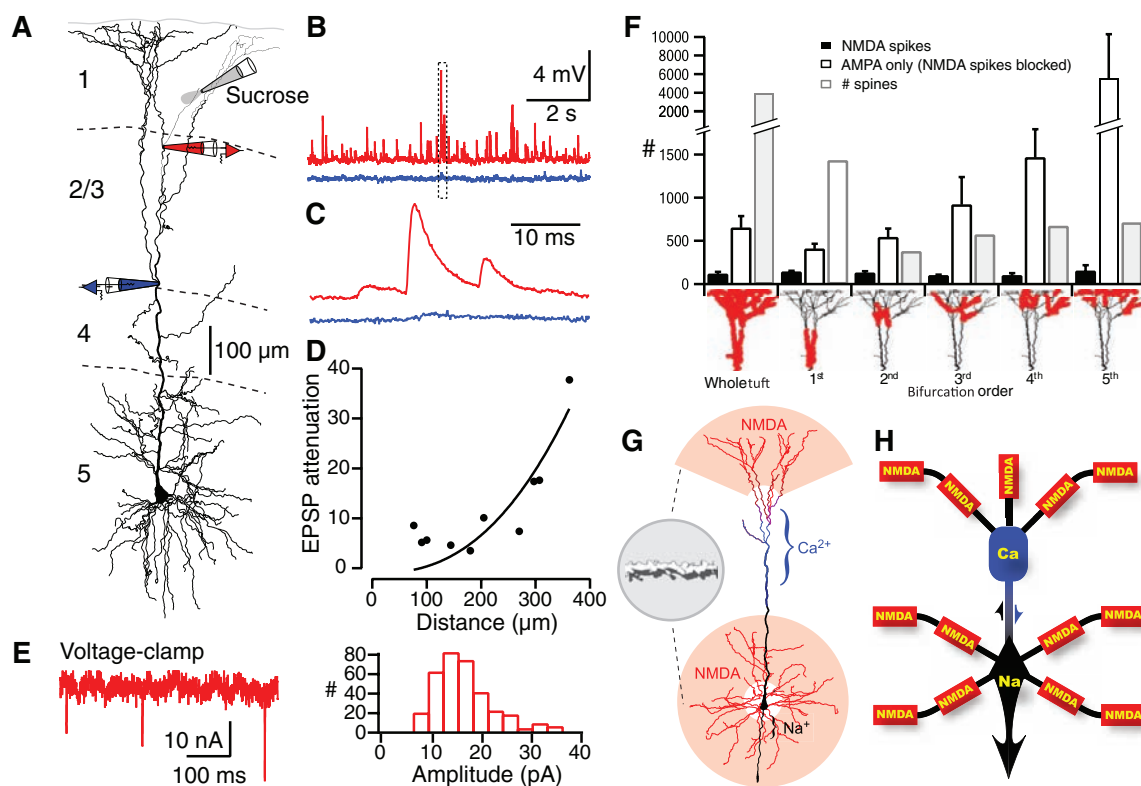 A
1
Sucrose
2/3
4
100 µm
5
B
4 mV
2 s
C
10 ms
D
40
30
20
10
0
EPSP attenuation
0 100 200 300 400
Distance (µm)
E
Voltage-clamp
10 nA
100 ms
#
80
60
40
20
0
0 10 20 30 40
Amplitude (pA)
F
NMDA spikes
AMPA only (NMDA spikes blocked)
# spines
#
10000
8000
6000
4000
2000
1500
1000
500
0
Whole tuft
1st
2nd
3rd
4th
5th
Bifurcation order
G
NMDA
Ca2+
NMDA
Na+
H
NMDA
NMDA
NMDA
NMDA
NMDA
Ca
NMDA
NMDA
NMDA
NMDA
Na
NMDA
NMDA
NMDA
NMDA